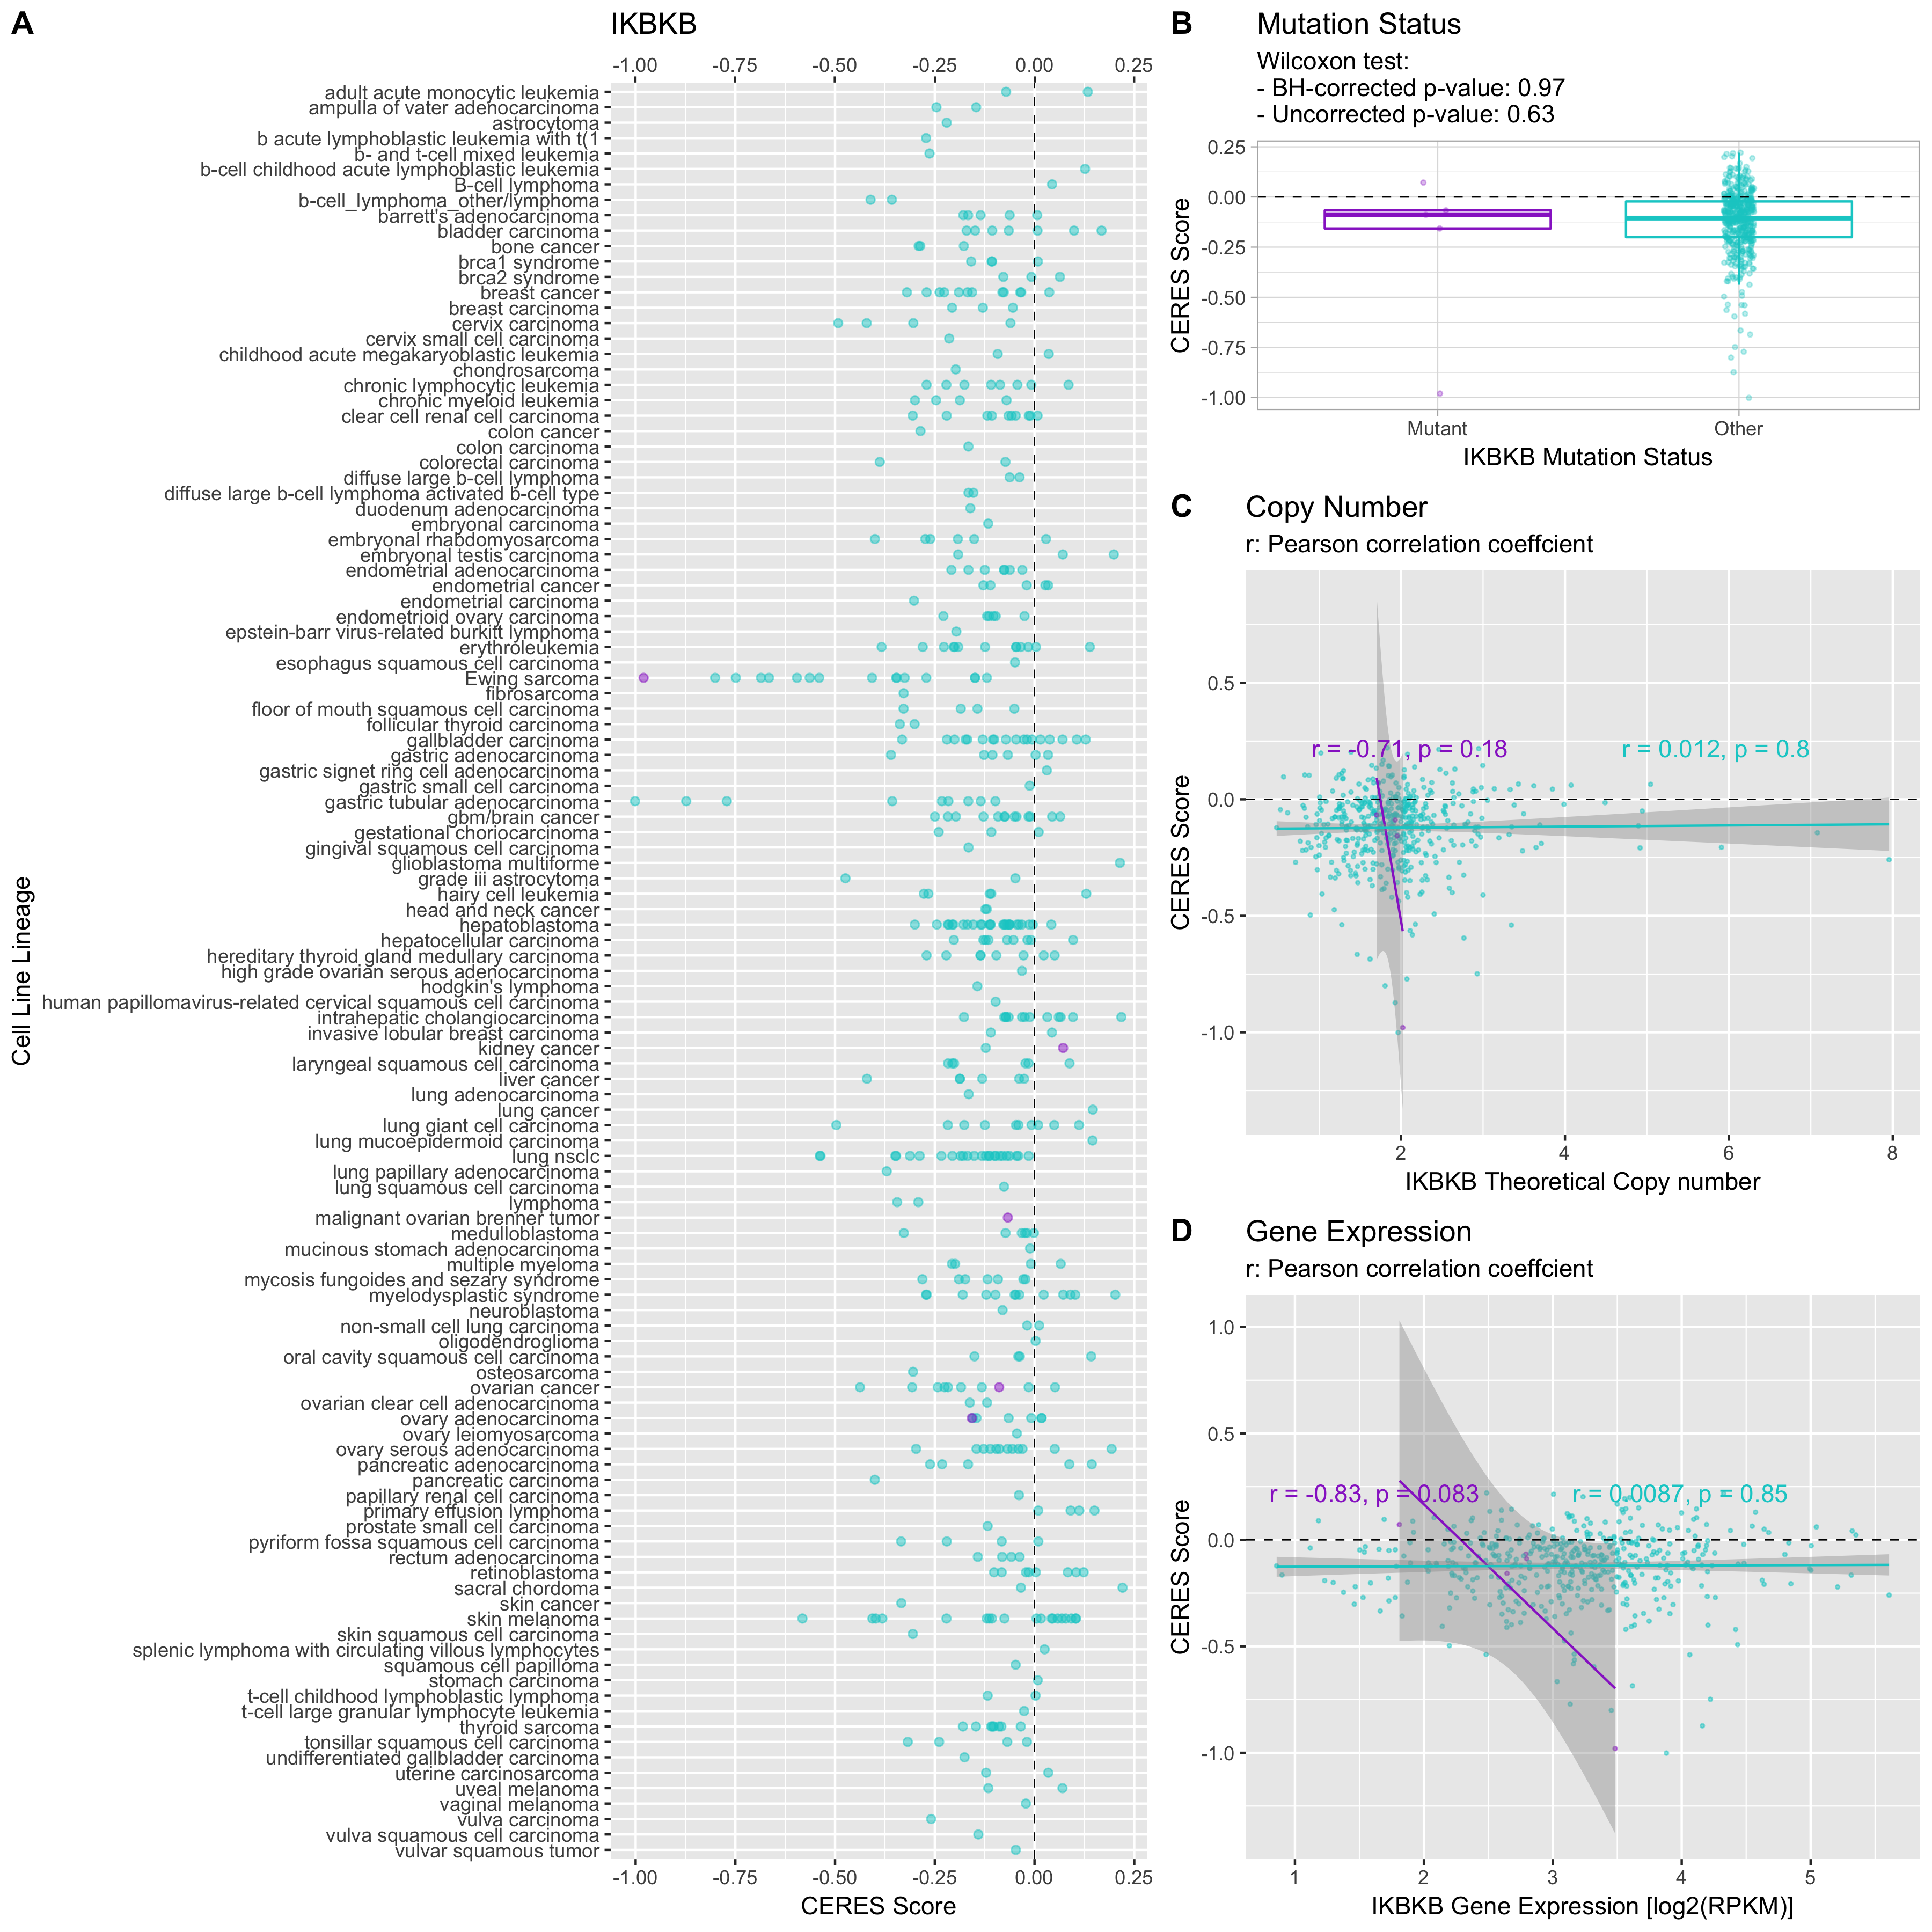 A
IKBKB
-1.00 -0.75 -0.50 -0.25 0.00 0.25
adult acute monocytic leukemia
ampulla of vater adenocarcinoma
astrocytoma
b acute lymphoblastic leukemia with t(1
b- and t-cell mixed leukemia
b-cell childhood acute lymphoblastic leukemia
B-cell lymphoma
b-cell_lymphoma_other/lymphoma
barrett's adenocarcinoma
bladder carcinoma
bone cancer
brca1 syndrome
brca2 syndrome
breast cancer
breast carcinoma
cervix carcinoma
cervix small cell carcinoma
childhood acute megakaryoblastic leukemia
chondrosarcoma
chronic lymphocytic leukemia
chronic myeloid leukemia
clear cell renal cell carcinoma
colon cancer
colon carcinoma
colorectal carcinoma
diffuse large b-cell lymphoma
diffuse large b-cell lymphoma activated b-cell type
duodenum adenocarcinoma
embryonal carcinoma
embryonal rhabdomyosarcoma
embryonal testis carcinoma
endometrial adenocarcinoma
endometrial cancer
endometrial carcinoma
endometrioid ovary carcinoma
epstein-barr virus-related burkitt lymphoma
erythroleukemia
esophagus squamous cell carcinoma
Ewing sarcoma
fibrosarcoma
floor of mouth squamous cell carcinoma
follicular thyroid carcinoma
gallbladder carcinoma
gastric adenocarcinoma
gastric signet ring cell adenocarcinoma
gastric small cell carcinoma
gastric tubular adenocarcinoma
gbm/brain cancer
gestational choriocarcinoma
gingival squamous cell carcinoma
glioblastoma multiforme
grade iii astrocytoma
hairy cell leukemia
head and neck cancer
hepatoblastoma
hepatocellular carcinoma
hereditary thyroid gland medullary carcinoma
high grade ovarian serous adenocarcinoma
hodgkin's lymphoma
human papillomavirus-related cervical squamous cell carcinoma
intrahepatic cholangiocarcinoma
invasive lobular breast carcinoma
kidney cancer
laryngeal squamous cell carcinoma
liver cancer
lung adenocarcinoma
lung cancer
lung giant cell carcinoma
lung mucoepidermoid carcinoma
lung nsclc
lung papillary adenocarcinoma
lung squamous cell carcinoma
lymphoma
malignant ovarian brenner tumor
medulloblastoma
mucinous stomach adenocarcinoma
multiple myeloma
mycosis fungoides and sezary syndrome
myelodysplastic syndrome
neuroblastoma
non-small cell lung carcinoma
oligodendroglioma
oral cavity squamous cell carcinoma
osteosarcoma
ovarian cancer
ovarian clear cell adenocarcinoma
ovary adenocarcinoma
ovary leiomyosarcoma
ovary serous adenocarcinoma
pancreatic adenocarcinoma
pancreatic carcinoma
papillary renal cell carcinoma
primary effusion lymphoma
prostate small cell carcinoma
pyriform fossa squamous cell carcinoma
rectum adenocarcinoma
retinoblastoma
sacral chordoma
skin cancer
skin melanoma
skin squamous cell carcinoma
splenic lymphoma with circulating villous lymphocytes
squamous cell papilloma
stomach carcinoma
t-cell childhood lymphoblastic lymphoma
t-cell large granular lymphocyte leukemia
thyroid sarcoma
tonsillar squamous cell carcinoma
undifferentiated gallbladder carcinoma
uterine carcinosarcoma
uveal melanoma
vaginal melanoma
vulva carcinoma
vulva squamous cell carcinoma
vulvar squamous tumor
-1.00 -0.75 -0.50 -0.25 0.00 0.25
CERES Score
Cell Line Lineage
B
Mutation Status
Wilcoxon test:
- BH-corrected p-value: 0.97
- Uncorrected p-value: 0.63
0.25
0.00
-0.25
-0.50
-0.75
-1.00
CERES Score
Mutant Other
IKBKB Mutation Status
C
Copy Number
r: Pearson correlation coeffcient
r = -0.71, p = 0.18
r = 0.012, p = 0.8
0.5
0.0
-0.5
-1.0
CERES Score
2 4 6 8
IKBKB Theoretical Copy number
D
Gene Expression
r: Pearson correlation coeffcient
r = -0.83, p = 0.083
r = 0.0087, p = 0.85
1.0
0.5
0.0
-0.5
-1.0
CERES Score
1 2 3 4 5
IKBKB Gene Expression [log2(RPKM)]